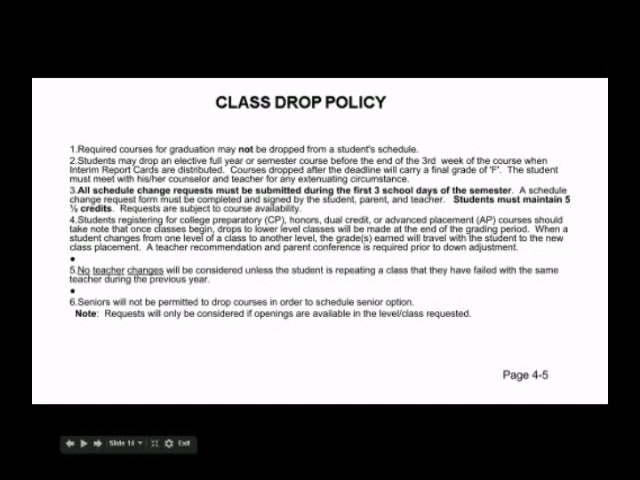 CLASS DROP POLICY
1.Required courses for graduation may not be dropped from a student's schedule.
2.Students may drop an elective full year or semester course before the end of the 3rd week of the course when
Interim Report Cards are distributed. Courses dropped after the deadline will carry a final grade of 'F'. The student
must meet with his/her counselor and teacher for any extenuating circumstance.
3.All schedule change requests must be submitted during the first 3 school days of the semester. A schedule
change request form must be completed and signed by the student, parent, and teacher. Students must maintain 5
½ credits. Requests are subject to course availability.
4.Students registering for college preparatory (CP), honors, dual credit, or advanced placement (AP) courses should
take note that once classes begin, drops to lower level classes will be made at the end of the grading period. When a
student changes from one level of a class to another level, the grade(s) earned will travel with the student to the new
class placement. A teacher recommendation and parent conference is required prior to down adjustment.
•
5.No teacher changes will be considered unless the student is repeating a class that they have failed with the same
teacher during the previous year.
•
6.Seniors will not be permitted to drop courses in order to schedule senior option.
Note: Requests will only be considered if openings are available in the level/class requested.
Page 4-5
Slide 14 Exit